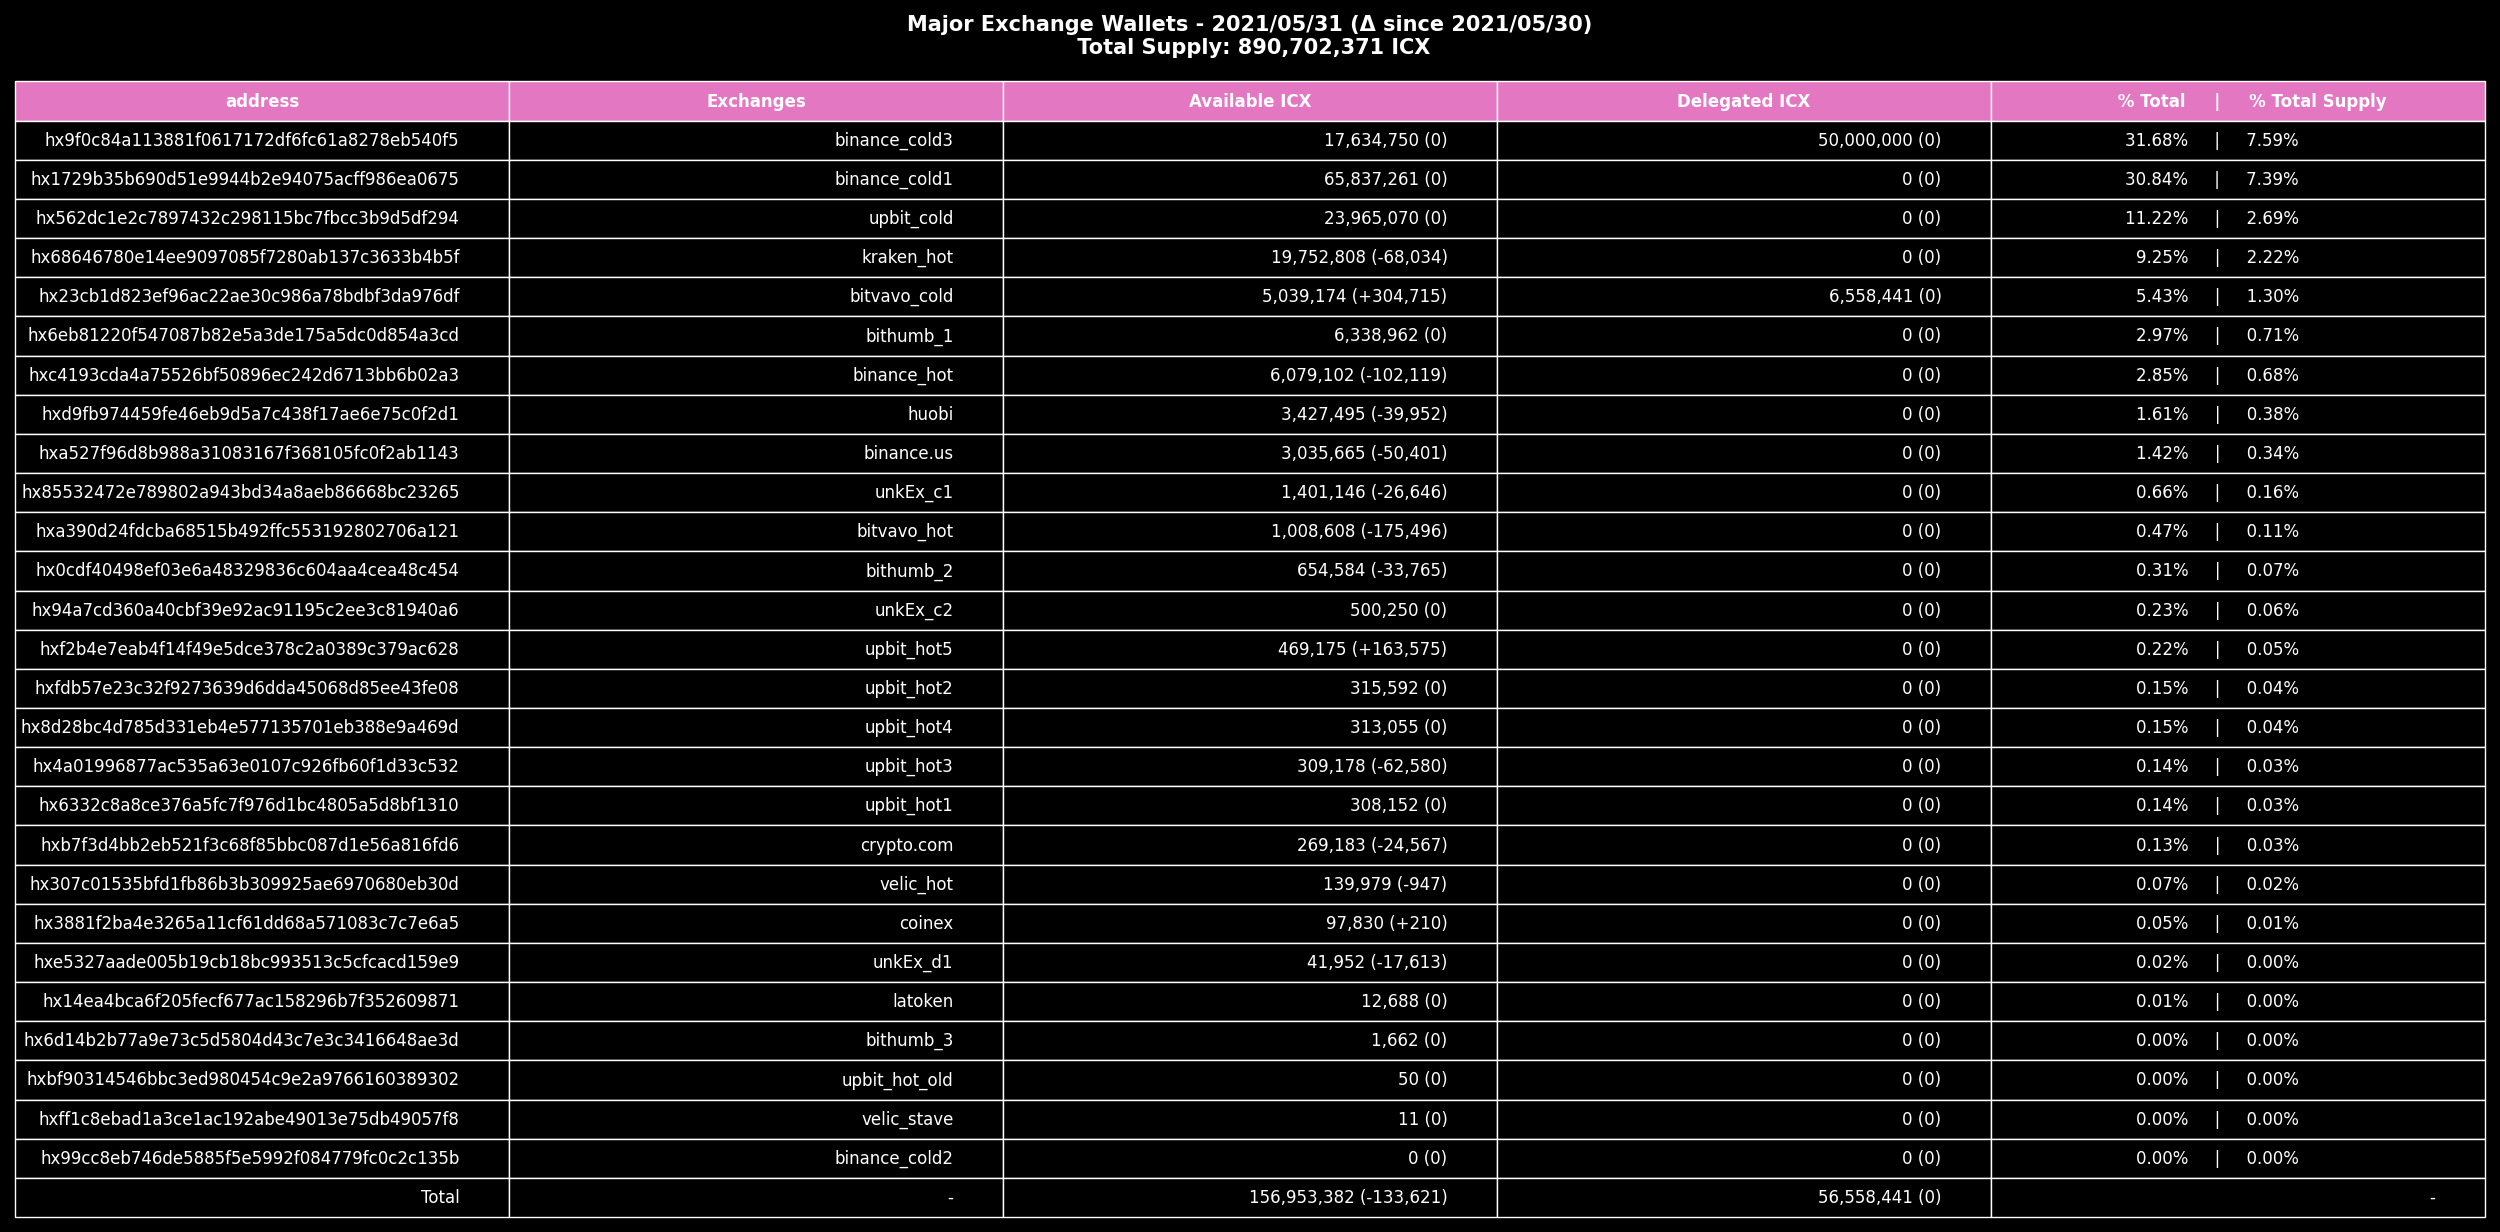 Major Exchange Wallets - 2021/05/31 (Δ since 2021/05/30)
Total Supply: 890,702,371 ICX
address Exchanges Available ICX Delegated ICX % Total | % Total Supply
hx9f0c84a113881f0617172df6fc61a8278eb540f5 binance_cold3 17,634,750 (0) 50,000,000 (0) 31.68% | 7.59%
hx1729b35b690d51e9944b2e94075acff986ea0675 binance_cold1 65,837,261 (0) 0 (0) 30.84% | 7.39%
hx562dc1e2c7897432c298115bc7fbcc3b9d5df294 upbit_cold 23,965,070 (0) 0 (0) 11.22% | 2.69%
hx68646780e14ee9097085f7280ab137c3633b4b5f kraken_hot 19,752,808 (-68,034) 0 (0) 9.25% | 2.22%
hx23cb1d823ef96ac22ae30c986a78bdbf3da976df bitvavo_cold 5,039,174 (+304,715) 6,558,441 (0) 5.43% | 1.30%
hx6eb81220f547087b82e5a3de175a5dc0d854a3cd bithumb_1 6,338,962 (0) 0 (0) 2.97% | 0.71%
hxc4193cda4a75526bf50896ec242d6713bb6b02a3 binance_hot 6,079,102 (-102,119) 0 (0) 2.85% | 0.68%
hxd9fb974459fe46eb9d5a7c438f17ae6e75c0f2d1 huobi 3,427,495 (-39,952) 0 (0) 1.61% | 0.38%
hxa527f96d8b988a31083167f368105fc0f2ab1143 binance.us 3,035,665 (-50,401) 0 (0) 1.42% | 0.34%
hx85532472e789802a943bd34a8aeb86668bc23265 unkEx_c1 1,401,146 (-26,646) 0 (0) 0.66% | 0.16%
hxa390d24fdcba68515b492ffc553192802706a121 bitvavo_hot 1,008,608 (-175,496) 0 (0) 0.47% | 0.11%
hx0cdf40498ef03e6a48329836c604aa4cea48c454 bithumb_2 654,584 (-33,765) 0 (0) 0.31% | 0.07%
hx94a7cd360a40cbf39e92ac91195c2ee3c81940a6 unkEx_c2 500,250 (0) 0 (0) 0.23% | 0.06%
hxf2b4e7eab4f14f49e5dce378c2a0389c379ac628 upbit_hot5 469,175 (+163,575) 0 (0) 0.22% | 0.05%
hxfdb57e23c32f9273639d6dda45068d85ee43fe08 upbit_hot2 315,592 (0) 0 (0) 0.15% | 0.04%
hx8d28bc4d785d331eb4e577135701eb388e9a469d upbit_hot4 313,055 (0) 0 (0) 0.15% | 0.04%
hx4a01996877ac535a63e0107c926fb60f1d33c532 upbit_hot3 309,178 (-62,580) 0 (0) 0.14% | 0.03%
hx6332c8a8ce376a5fc7f976d1bc4805a5d8bf1310 upbit_hot1 308,152 (0) 0 (0) 0.14% | 0.03%
hxb7f3d4bb2eb521f3c68f85bbc087d1e56a816fd6 crypto.com 269,183 (-24,567) 0 (0) 0.13% | 0.03%
hx307c01535bfd1fb86b3b309925ae6970680eb30d velic_hot 139,979 (-947) 0 (0) 0.07% | 0.02%
hx3881f2ba4e3265a11cf61dd68a571083c7c7e6a5 coinex 97,830 (+210) 0 (0) 0.05% | 0.01%
hxe5327aade005b19cb18bc993513c5cfcacd159e9 unkEx_d1 41,952 (-17,613) 0 (0) 0.02% | 0.00%
hx14ea4bca6f205fecf677ac158296b7f352609871 latoken 12,688 (0) 0 (0) 0.01% | 0.00%
hx6d14b2b77a9e73c5d5804d43c7e3c3416648ae3d bithumb_3 1,662 (0) 0 (0) 0.00% | 0.00%
hxbf90314546bbc3ed980454c9e2a9766160389302 upbit_hot_old 50 (0) 0 (0) 0.00% | 0.00%
hxff1c8ebad1a3ce1ac192abe49013e75db49057f8 velic_stave 11 (0) 0 (0) 0.00% | 0.00%
hx99cc8eb746de5885f5e5992f084779fc0c2c135b binance_cold2 0 (0) 0 (0) 0.00% | 0.00%
Total - 156,953,382 (-133,621) 56,558,441 (0) -